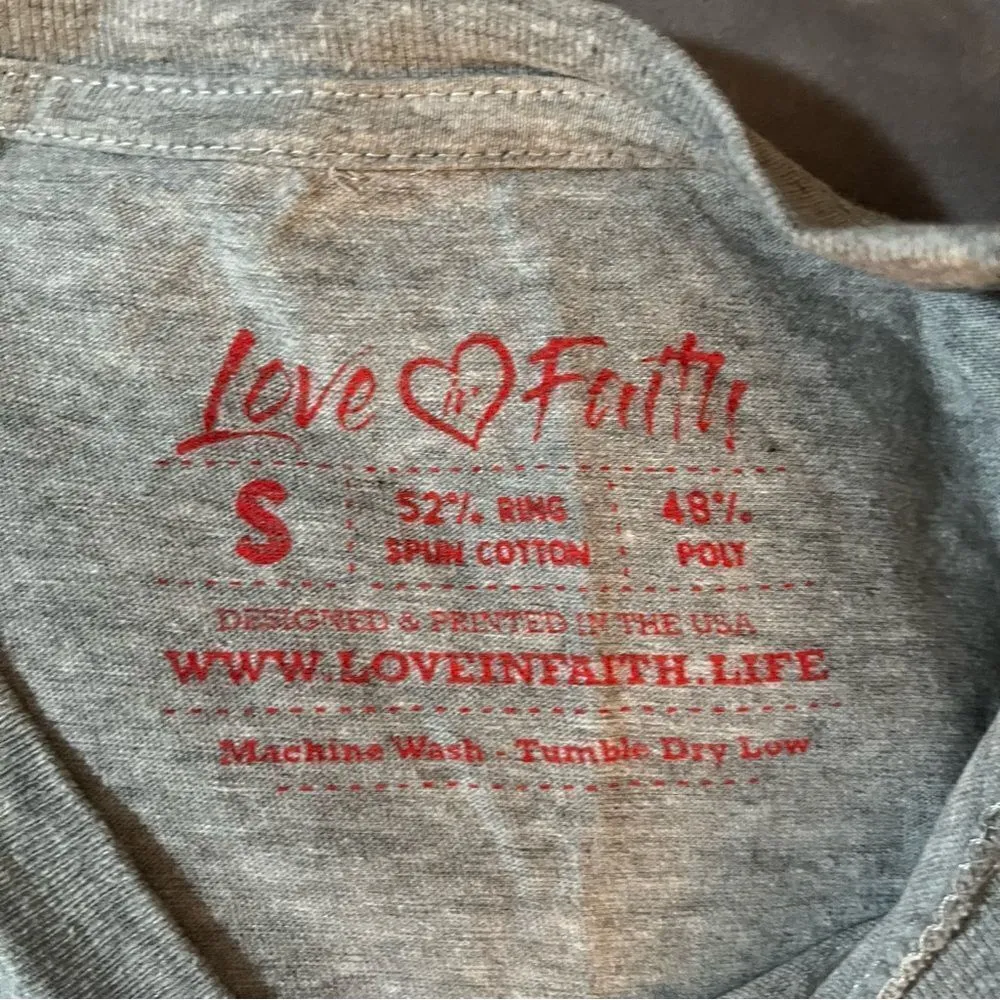 Love in Faith
S 52% RING SPUN COTTON 48% POLY
DESIGNED & PRINTED IN THE USA
WWW.LOVEINFAITH.LIFE
Machine Wash - Tumble Dry Low